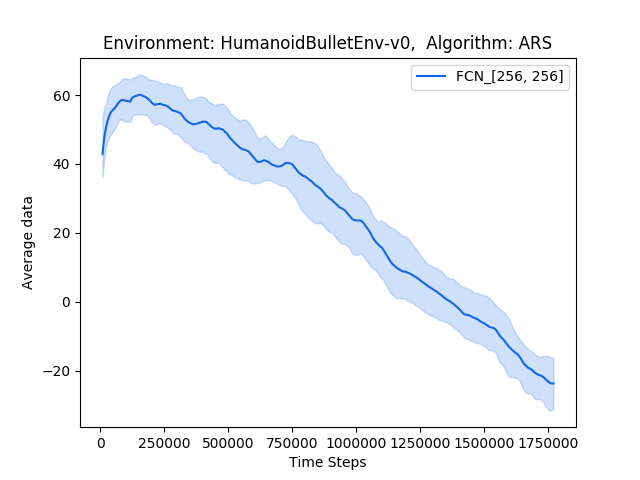 Environment: HumanoidBulletEnv-v0,  Algorithm: ARS
FCN_[256, 256]
Average data
60
40
20
0
−20
0 250000 500000 750000 1000000 1250000 1500000 1750000
Time Steps